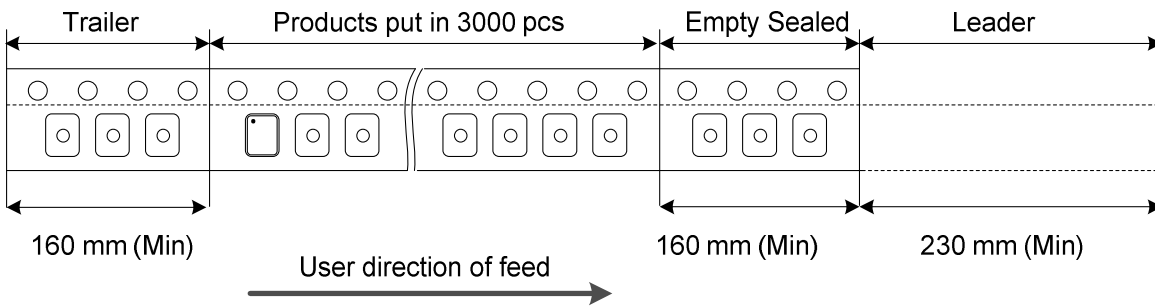 Trailer
Products put in 3000 pcs
Empty Sealed
Leader
160 mm (Min)
160 mm (Min)
230 mm (Min)
User direction of feed